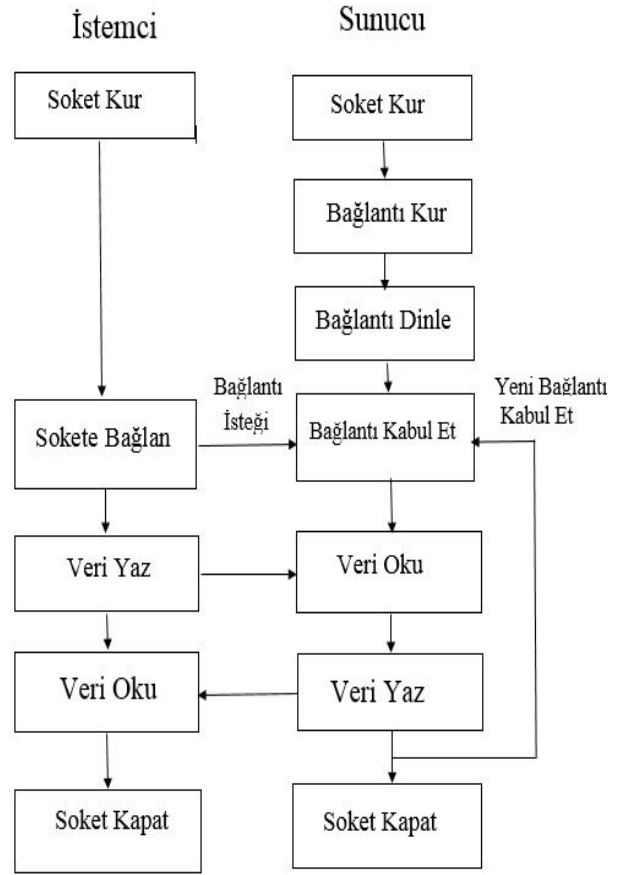 İstemci
Sunucu
Soket Kur
Soket Kur
Bağlantı Kur
Bağlantı Dinle
Bağlantı
İsteği
Yeni Bağlantı
Kabul Et
Sokete Bağlan
Bağlantı Kabul Et
Veri Yaz
Veri Oku
Veri Oku
Veri Yaz
Soket Kapat
Soket Kapat